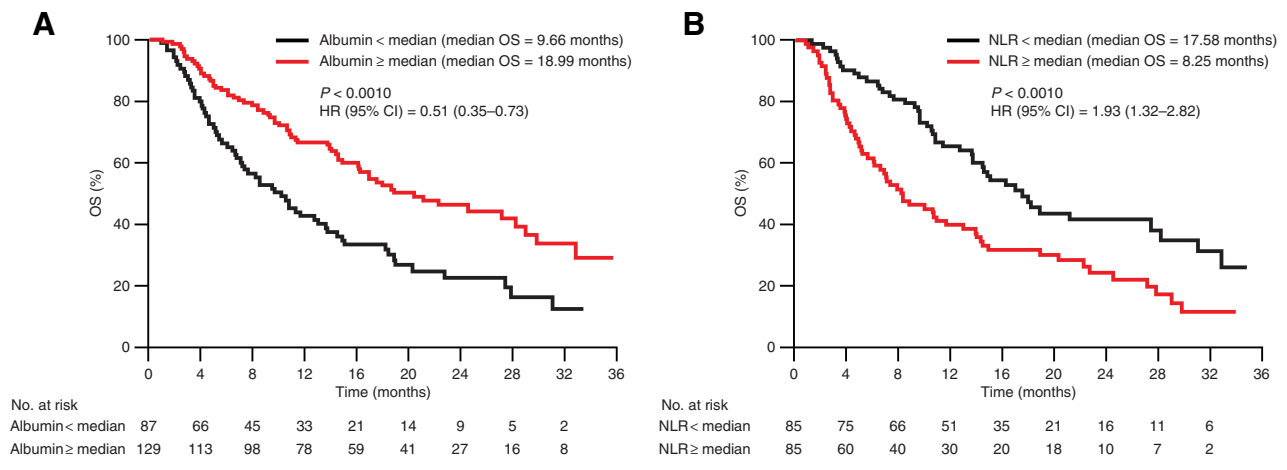 A
100
80
60
40
20
0
OS (%)
Albumin < median (median OS = 9.66 months)
Albumin ≥ median (median OS = 18.99 months)
P < 0.0010
HR (95% CI) = 0.51 (0.35–0.73)
0 4 8 12 16 20 24 28 32 36
Time (months)
No. at risk
Albumin < median 87 66 45 33 21 14 9 5 2
Albumin ≥ median 129 113 98 78 59 41 27 16 8
B
100
80
60
40
20
0
OS (%)
NLR < median (median OS = 17.58 months)
NLR ≥ median (median OS = 8.25 months)
P < 0.0010
HR (95% CI) = 1.93 (1.32–2.82)
0 4 8 12 16 20 24 28 32 36
Time (months)
No. at risk
NLR < median 85 75 66 51 35 21 16 11 6
NLR ≥ median 85 60 40 30 20 18 10 7 2